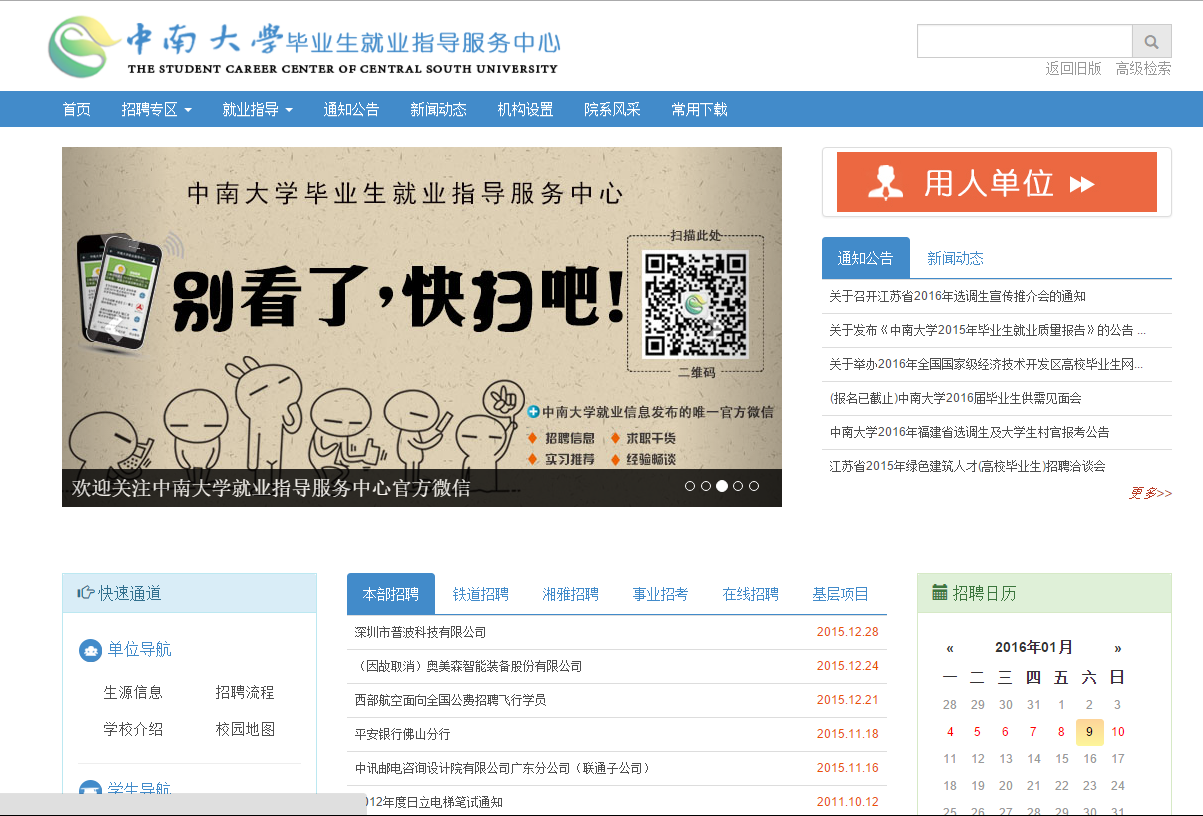 中南大学毕业生就业指导服务中心
THE STUDENT CAREER CENTER OF CENTRAL SOUTH UNIVERSITY
返回旧版 高级检索
首页 招聘专区 就业指导 通知公告 新闻动态 机构设置 院系风采 常用下载
中南大学毕业生就业指导服务中心
扫描此处
别看了,快扫吧!
二维码
中南大学就业信息发布的唯一官方微信
招聘信息 求职干货
实习推荐 经验畅谈
欢迎关注中南大学就业指导服务中心官方微信
用人单位
通知公告 新闻动态
关于召开江苏省2016年选调生宣传推介会的通知
关于发布《中南大学2015年毕业生就业质量报告》的公告 ...
关于举办2016年全国国家级经济技术开发区高校毕业生网...
(报名已截止)中南大学2016届毕业生供需见面会
中南大学2016年福建省选调生及大学生村官报考公告
江苏省2015年绿色建筑人才(高校毕业生)招聘洽谈会
更多>>
快速通道
单位导航
生源信息 招聘流程
学校介绍 校园地图
学生导航
本部招聘 铁道招聘 湘雅招聘 事业招考 在线招聘 基层项目
深圳市普波科技有限公司 2015.12.28
（因故取消）奥美森智能装备股份有限公司 2015.12.24
西部航空面向全国公费招聘飞行学员 2015.12.21
平安银行佛山分行 2015.11.18
中讯邮电咨询设计院有限公司广东分公司（联通子公司） 2015.11.16
012年度日立电梯笔试通知 2011.10.12
招聘日历
« 2016年01月 »
一 二 三 四 五 六 日
28 29 30 31 1 2 3
4 5 6 7 8 9 10
11 12 13 14 15 16 17
18 19 20 21 22 23 24
25 26 27 28 29 30 31